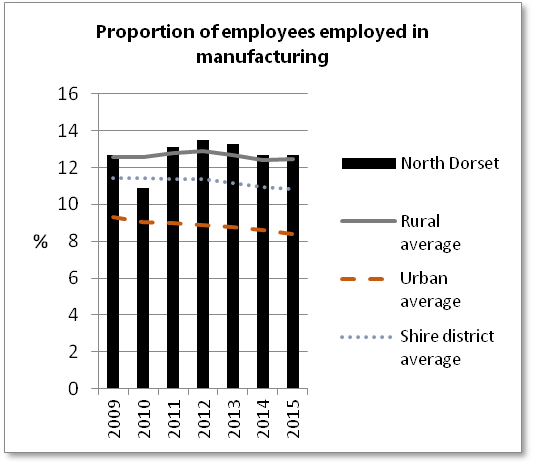 Proportion of employees employed in
manufacturing
16
14
12
10
8
6
4
2
0
%
2009
2010
2011
2012
2013
2014
2015
North Dorset
Rural
average
Urban
average
Shire district
average